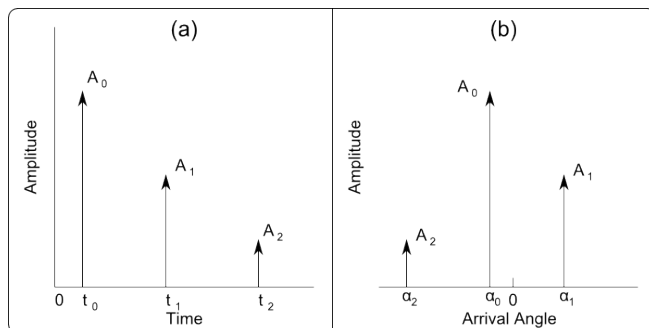 (a)
Amplitude
A₀
A₁
A₂
0 t₀ t₁ t₂
Time
(b)
Amplitude
A₀
A₁
A₂
α₂ α₀ 0 α₁
Arrival Angle